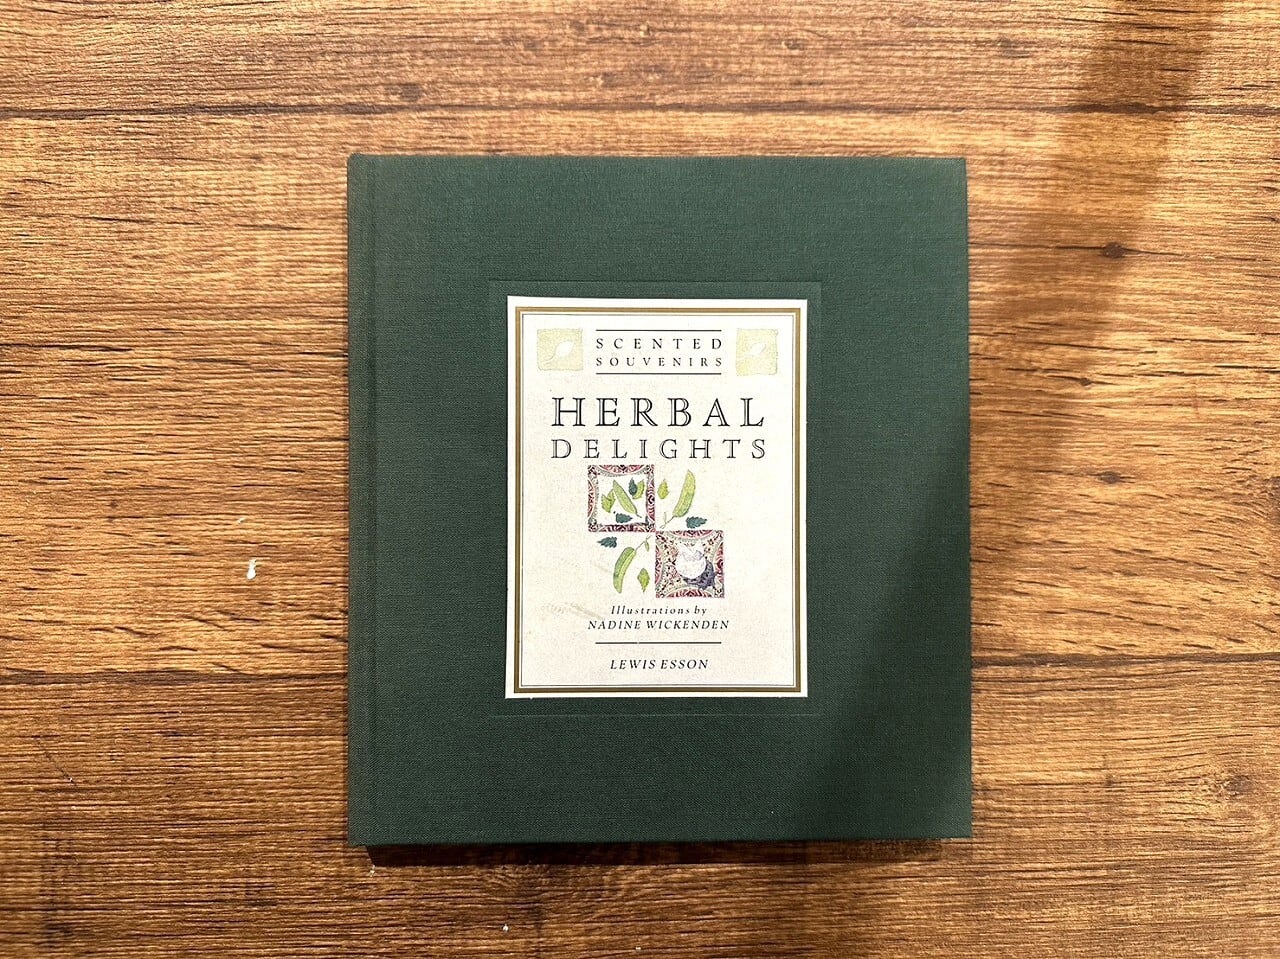 SCENTED
SOUVENIRS
HERBAL
DELIGHTS
Illustrations by
NADINE WICKENDEN
LEWIS ESSON